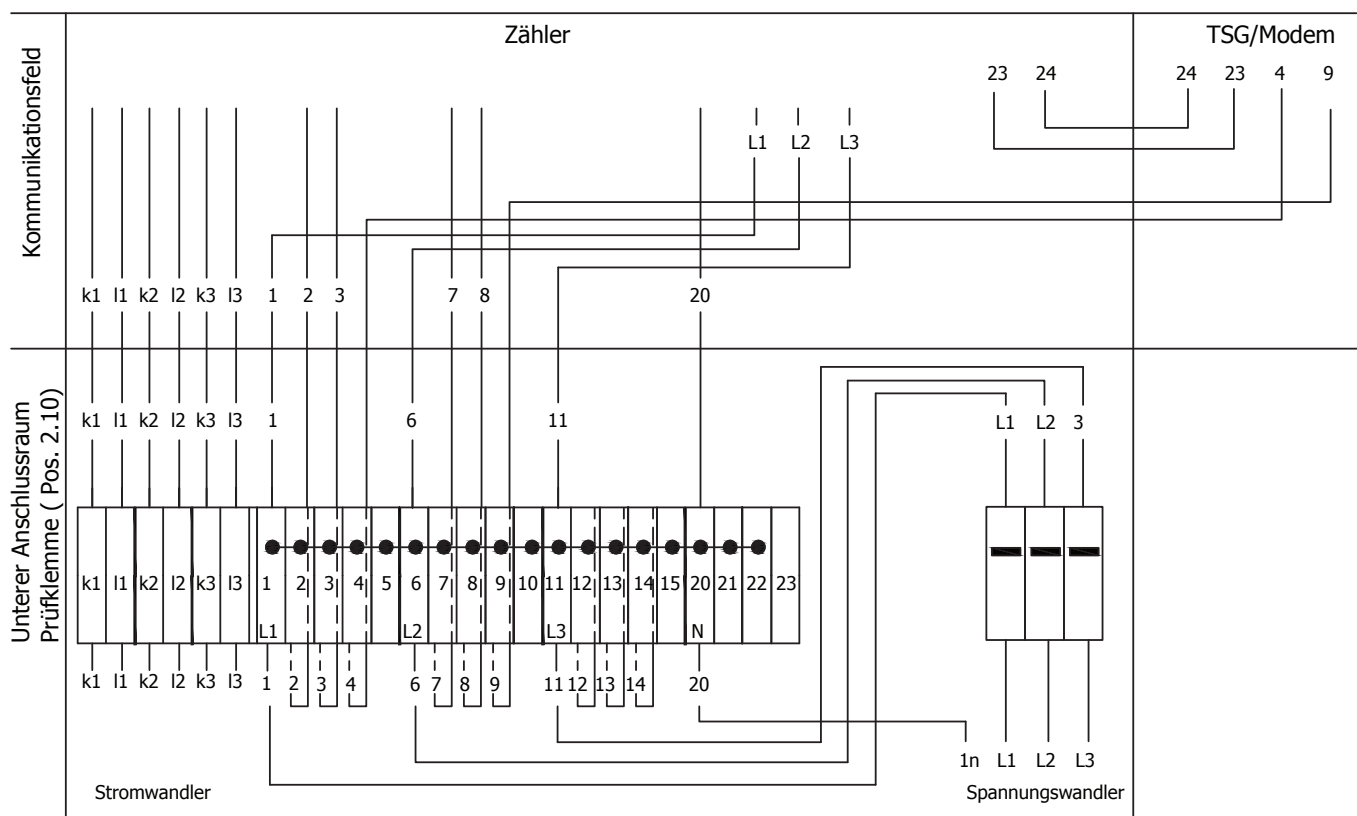 Zähler
TSG/Modem
23 24 24 23 4 9
L1 L2 L3
Kommunikationsfeld
k1 l1 k2 l2 k3 l3 1 2 3 7 8 20
Unterer Anschlussraum
Prüfklemme ( Pos. 2.10)
k1 l1 k2 l2 k3 l3 1 6 11 L1 L2 3
k1 l1 k2 l2 k3 l3 1 2 3 4 5 6 7 8 9 10 11 12 13 14 15 20 21 22 23
L1 L2 L3 N
k1 l1 k2 l2 k3 l3 1 2 3 4 6 7 8 9 11 12 13 14 20
1n L1 L2 L3
Stromwandler
Spannungswandler